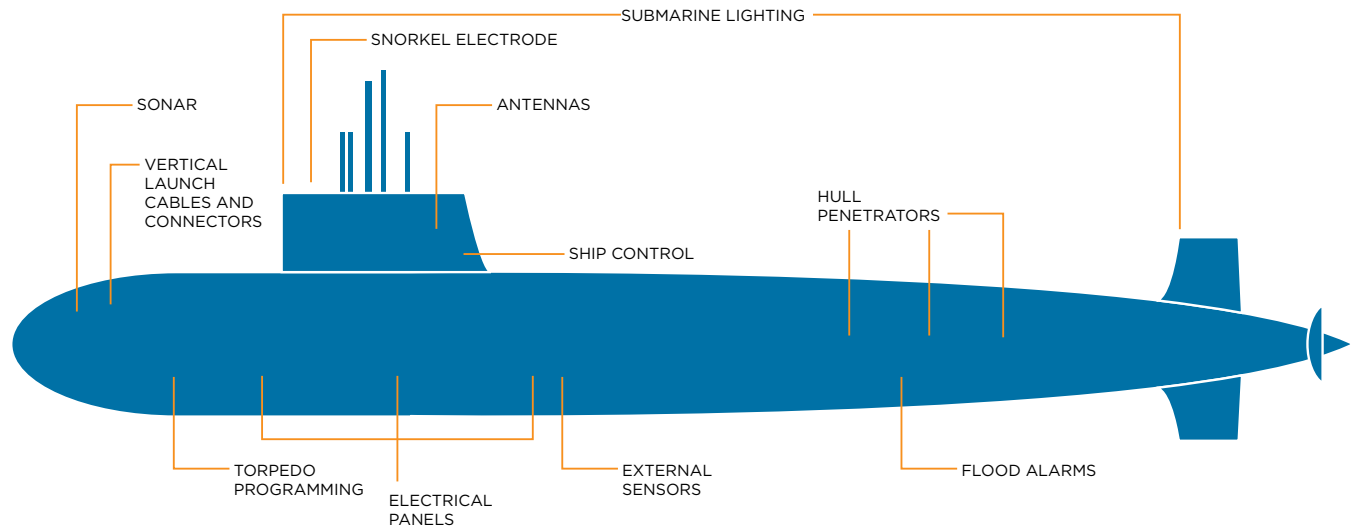 SUBMARINE LIGHTING
SNORKEL ELECTRODE
SONAR
ANTENNAS
VERTICAL
LAUNCH
CABLES AND
CONNECTORS
HULL
PENETRATORS
SHIP CONTROL
TORPEDO
PROGRAMMING
ELECTRICAL
PANELS
EXTERNAL
SENSORS
FLOOD ALARMS